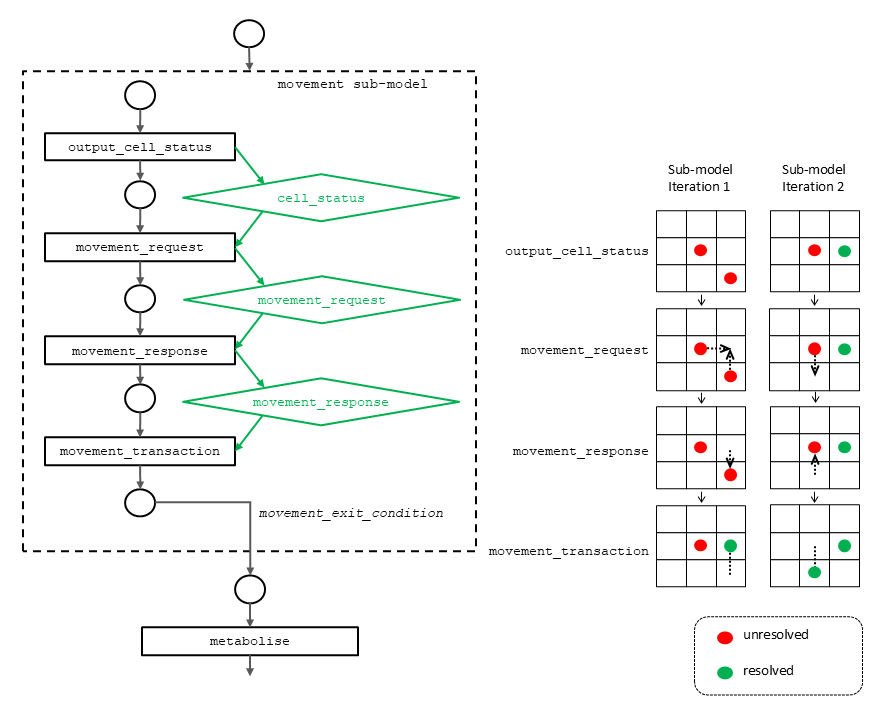 movement sub-model
output_cell_status
cell_status
movement_request
movement_request
movement_response
movement_response
movement_transaction
movement_exit_condition
metabolise
Sub-model
Iteration 1
Sub-model
Iteration 2
output_cell_status
movement_request
movement_response
movement_transaction
unresolved
resolved